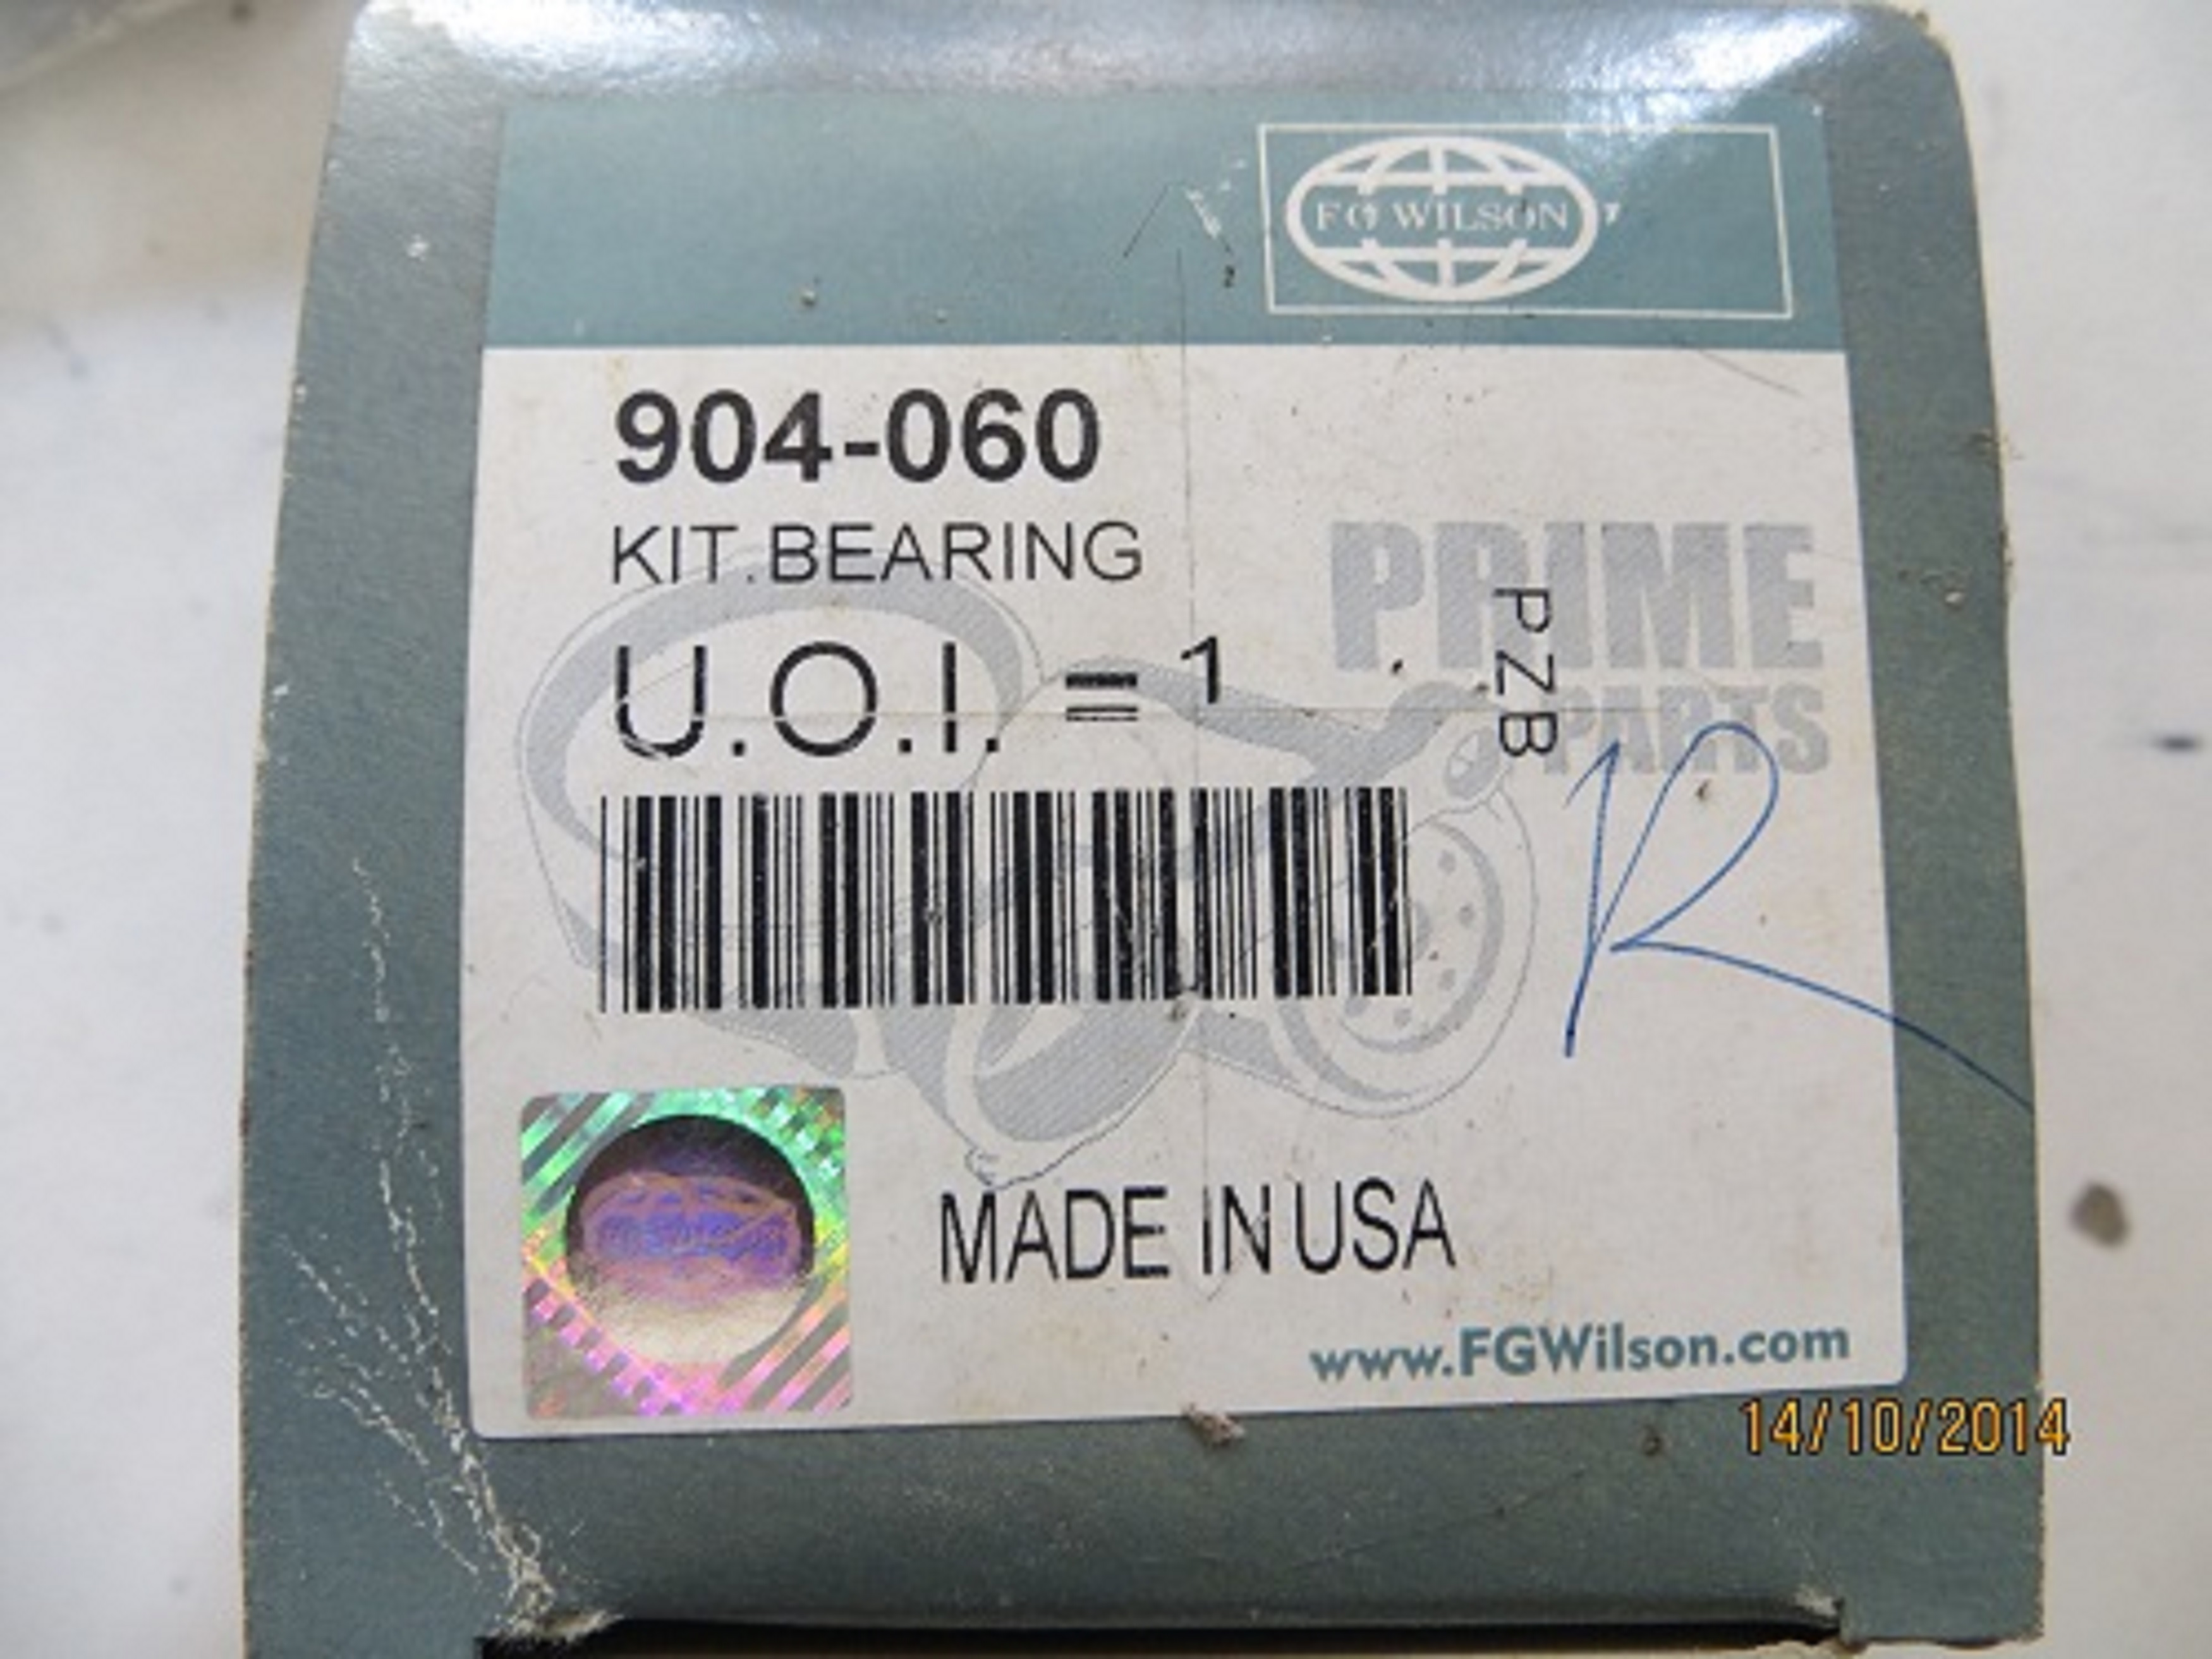 FG WILSON
904-060
KIT.BEARING
PRIME
PARTS
U.O.I. = 1
PZB
R
MADE IN USA
www.FGWilson.com
14/10/2014